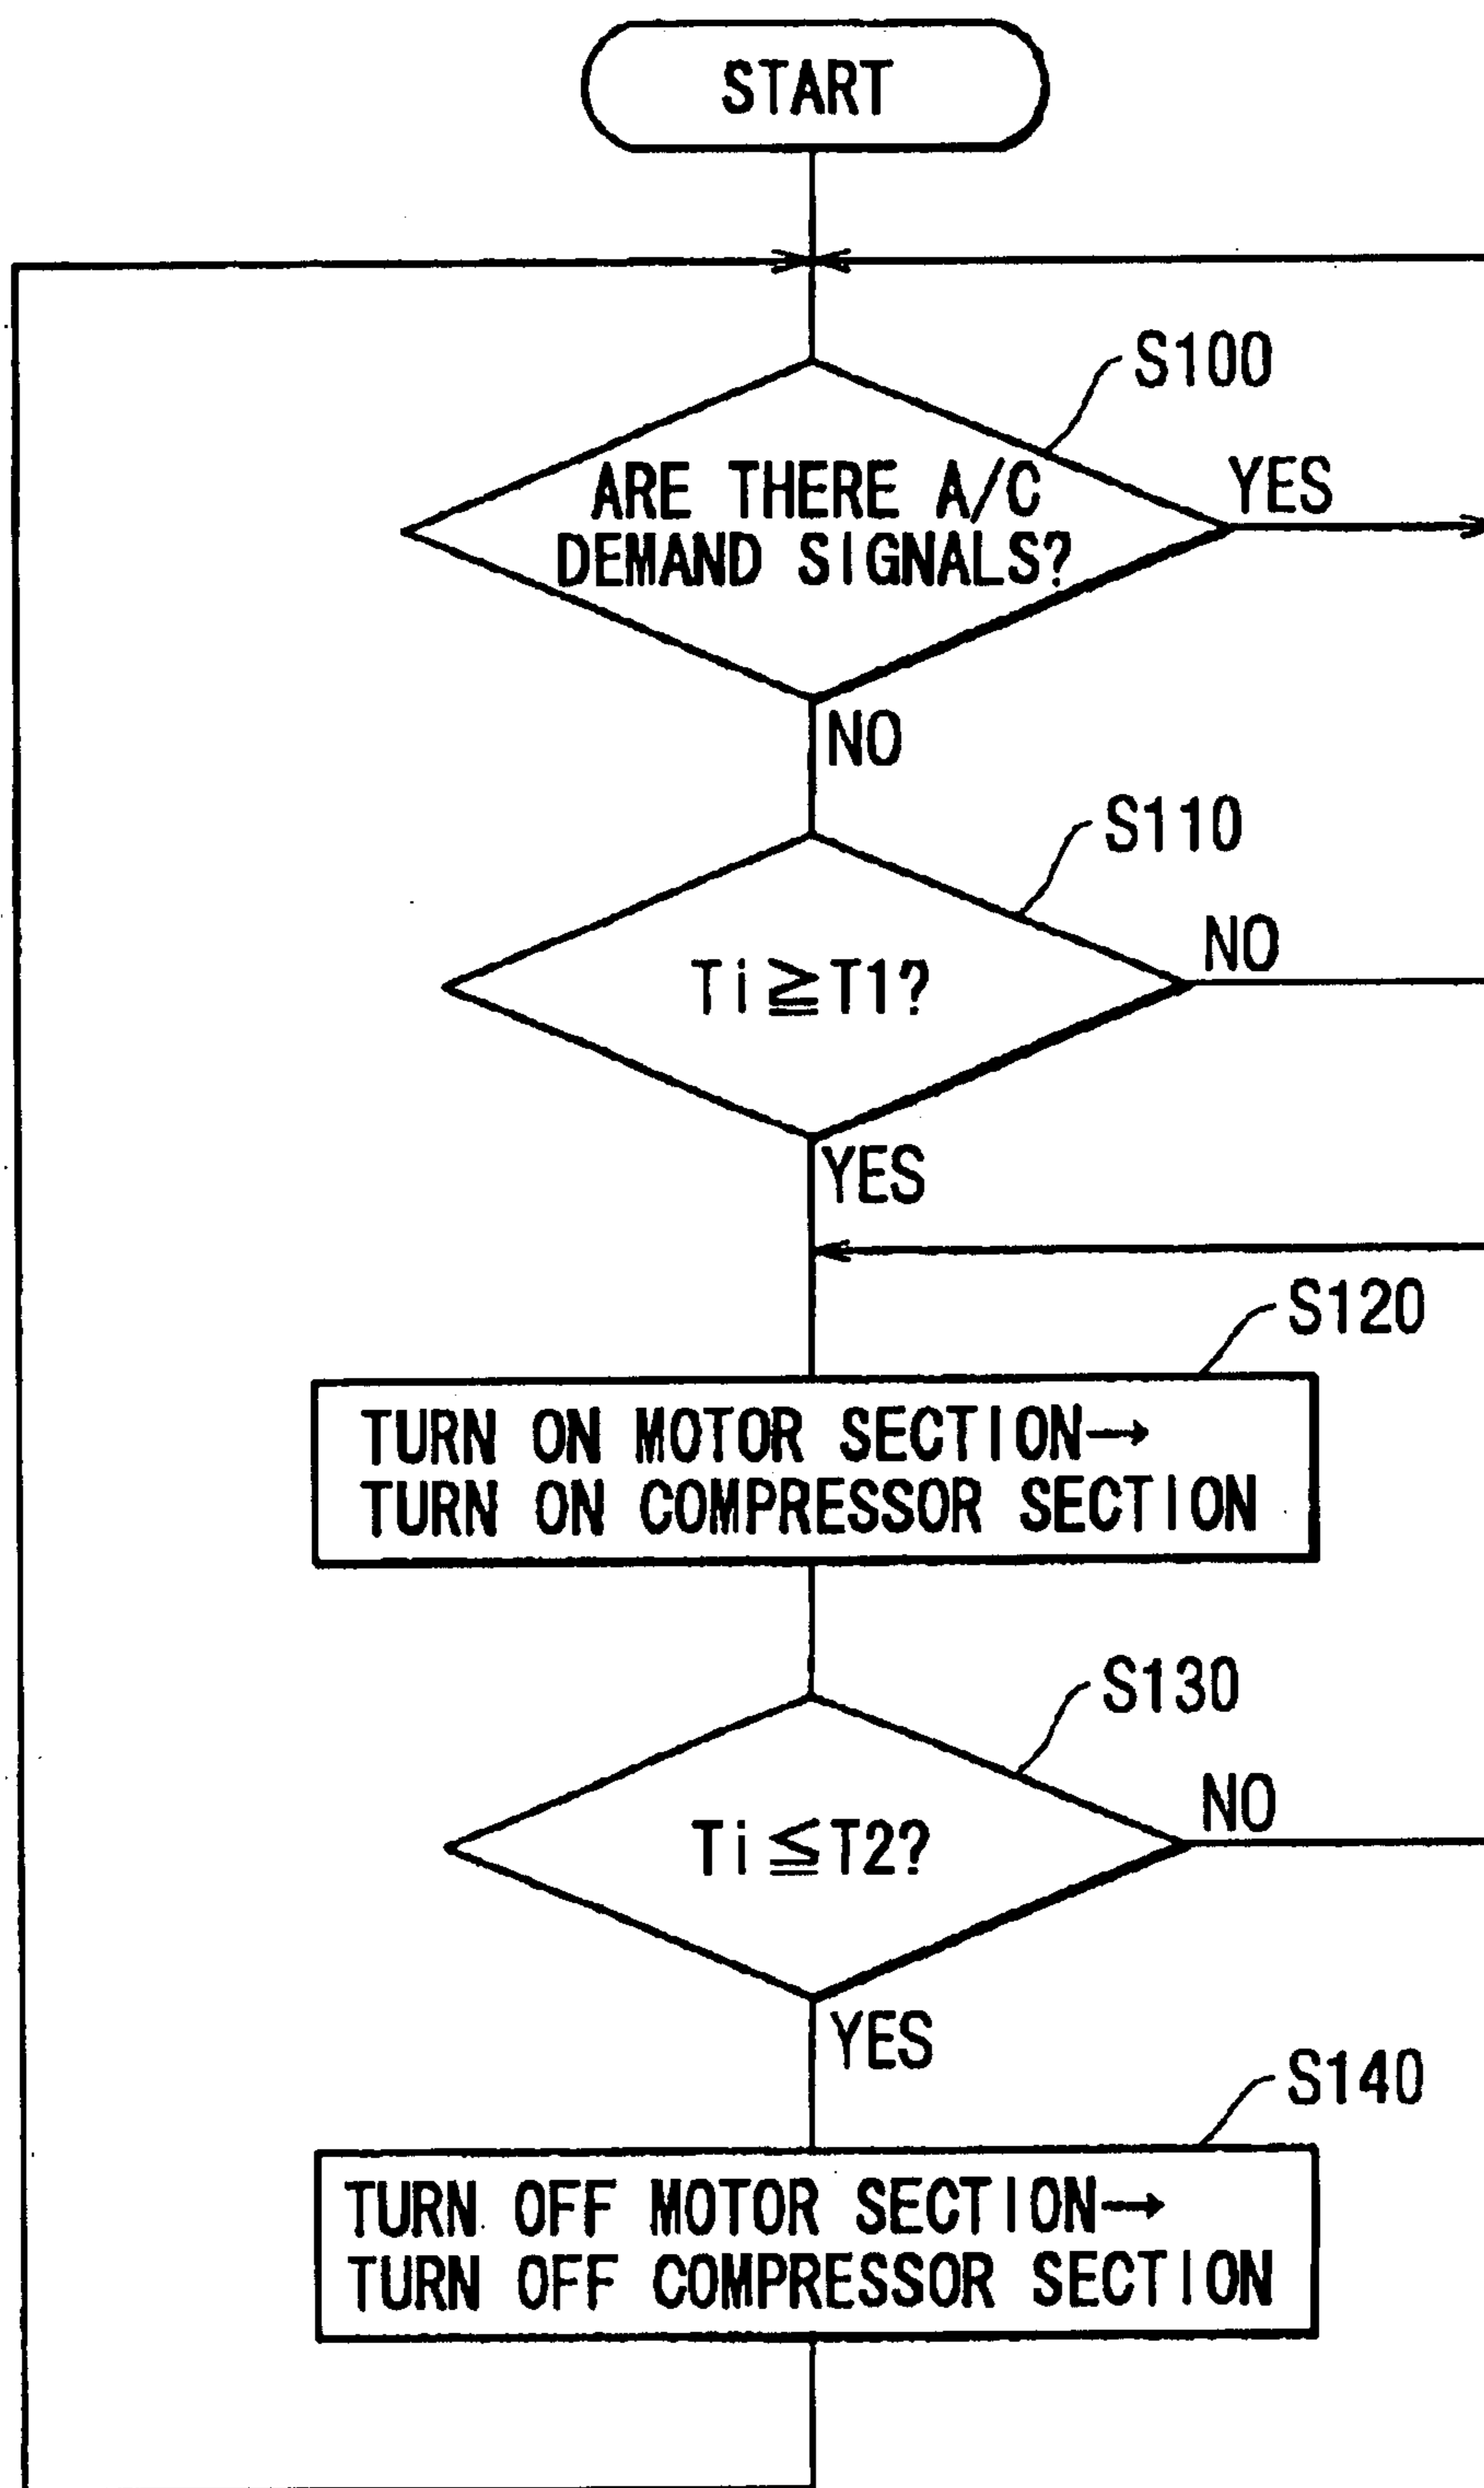 START
S100
ARE THERE A/C
DEMAND SIGNALS?
YES
NO
S110
Ti≧T1?
NO
YES
S120
TURN ON MOTOR SECTION→
TURN ON COMPRESSOR SECTION
S130
Ti≦T2?
NO
YES
S140
TURN OFF MOTOR SECTION→
TURN OFF COMPRESSOR SECTION